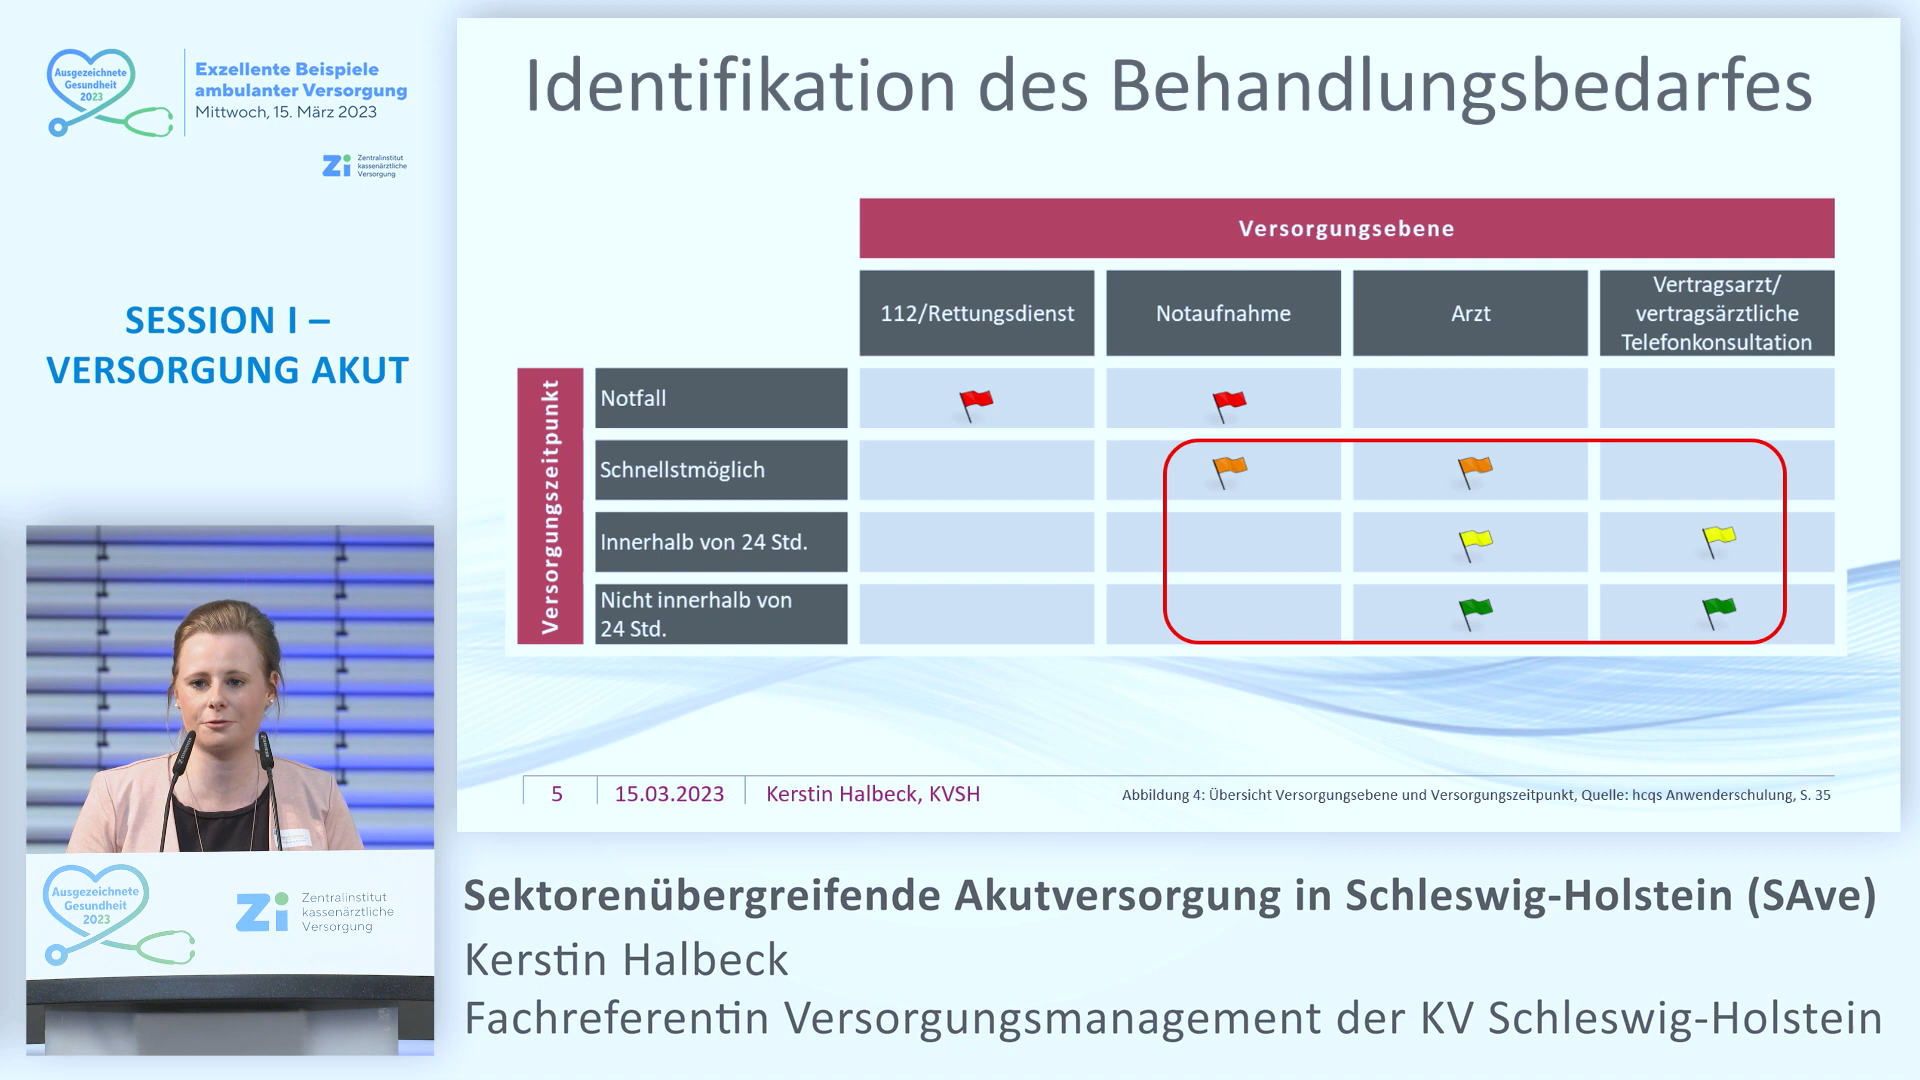 Ausgezeichnete
Gesundheit
2023
Exzellente Beispiele
ambulanter Versorgung
Mittwoch, 15. März 2023
Zi
Zentralinstitut
kassenärztliche
Versorgung
SESSION I –
VERSORGUNG AKUT
Identifikation des Behandlungsbedarfes
Versorgungsebene
112/Rettungsdienst
Notaufnahme
Arzt
Vertragsarzt/
vertragsärztliche
Telefonkonsultation
Versorgungszeitpunkt
Notfall
Schnellstmöglich
Innerhalb von 24 Std.
Nicht innerhalb von
24 Std.
5
15.03.2023
Kerstin Halbeck, KVSH
Abbildung 4: Übersicht Versorgungsebene und Versorgungszeitpunkt, Quelle: hcqs Anwenderschulung, S. 35
Ausgezeichnete
Gesundheit
2023
Zi
Zentralinstitut
kassenärztliche
Versorgung
Sektorenübergreifende Akutversorgung in Schleswig-Holstein (SAve)
Kerstin Halbeck
Fachreferentin Versorgungsmanagement der KV Schleswig-Holstein